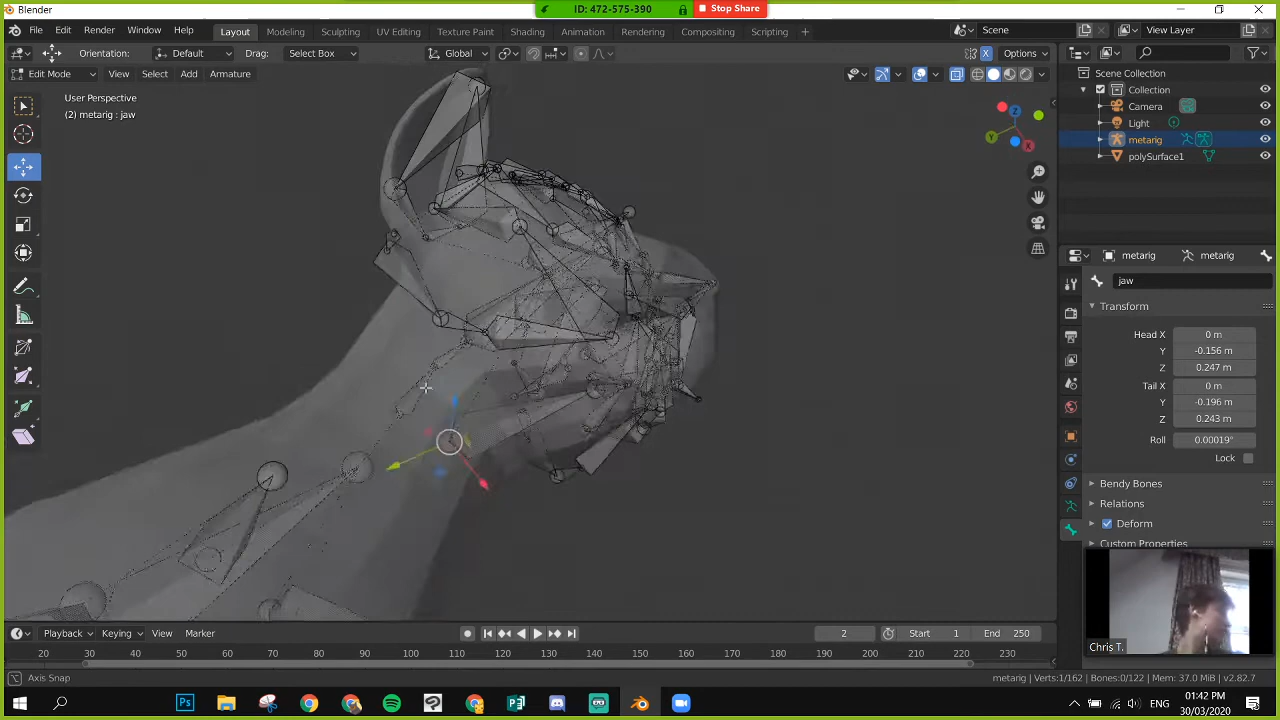 Blender
ID: 472-575-390
Stop Share
File Edit Render Window Help
Layout Modeling Sculpting UV Editing Texture Paint Shading Animation Rendering Compositing Scripting +
Scene
View Layer
Orientation: Default Drag: Select Box
Global
Options
Edit Mode View Select Add Armature
User Perspective
(2) metarig : jaw
Scene Collection
Collection
Camera
Light
metarig
polySurface1
Z
Y
X
metarig metarig
jaw
Transform
Head X 0 m
Y -0.156 m
Z 0.247 m
Tail X 0 m
Y -0.196 m
Z 0.243 m
Roll 0.00019°
Lock
Bendy Bones
Relations
Deform
Custom Properties
Chris T.
Playback Keying View Marker
2 Start 1 End 250
20 30 40 50 60 70 80 90 100 110 120 130 140 150 160 170 180 190 200 210 220 230
Axis Snap
metarig | Verts:1/162 | Bones:0/122 | Mem: 37.0 MiB | v2.82.7
Ps
ENG
01:42 PM
30/03/2020